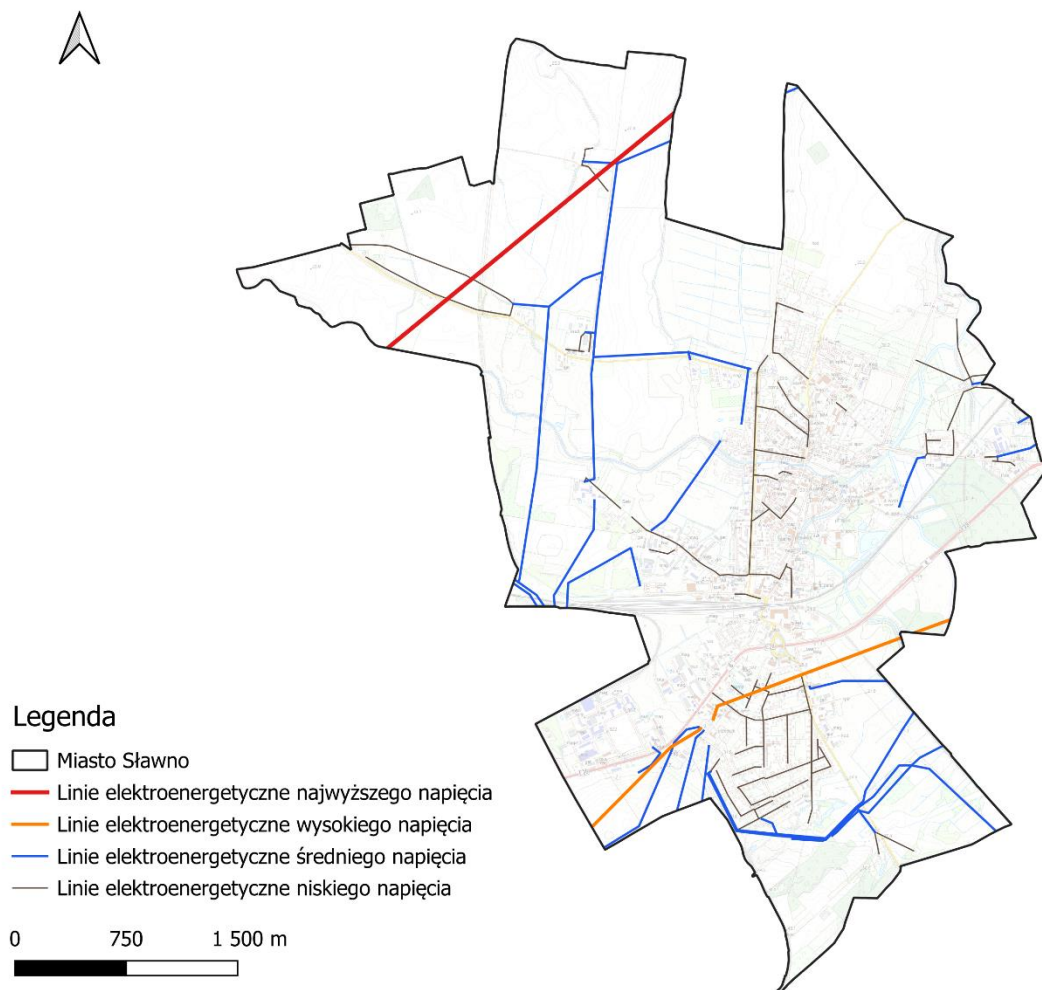 Legenda
Miasto Sławno
Linie elektroenergetyczne najwyższego napięcia
Linie elektroenergetyczne wysokiego napięcia
Linie elektroenergetyczne średniego napięcia
Linie elektroenergetyczne niskiego napięcia
0 750 1 500 m